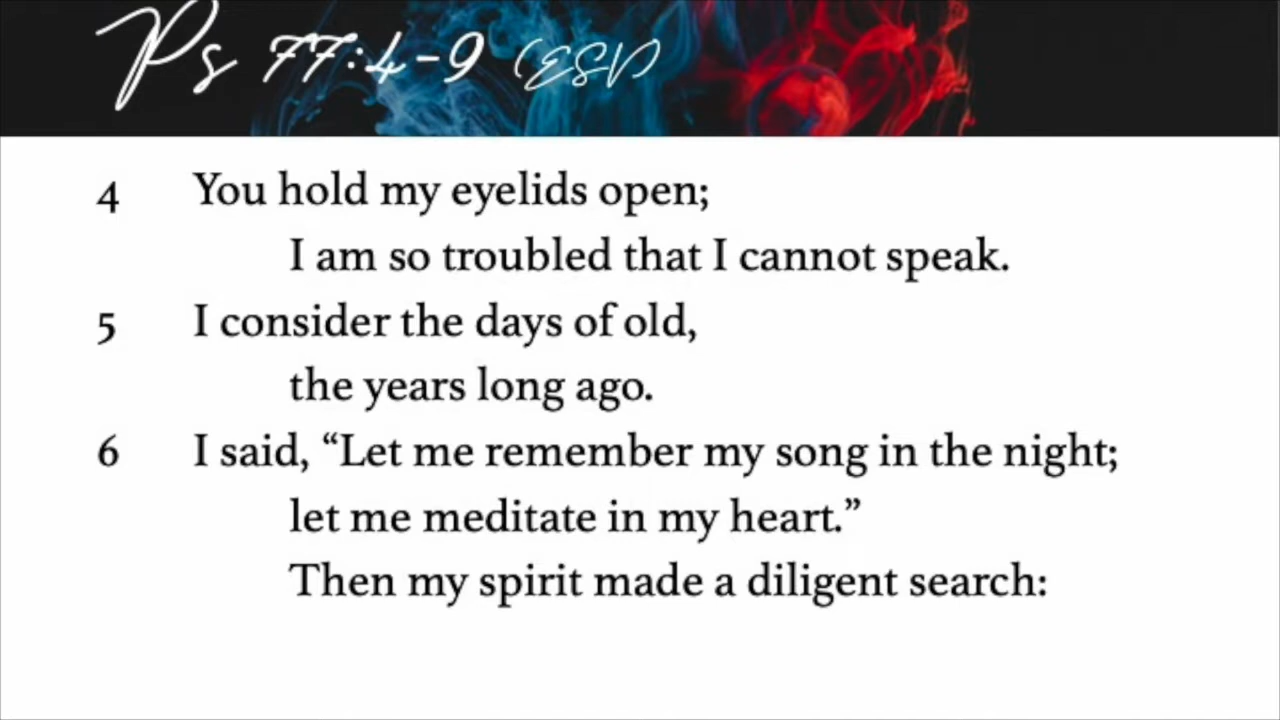 Ps 77:4-9 (ESV)
4 You hold my eyelids open;
I am so troubled that I cannot speak.
5 I consider the days of old,
the years long ago.
6 I said, “Let me remember my song in the night;
let me meditate in my heart.”
Then my spirit made a diligent search: